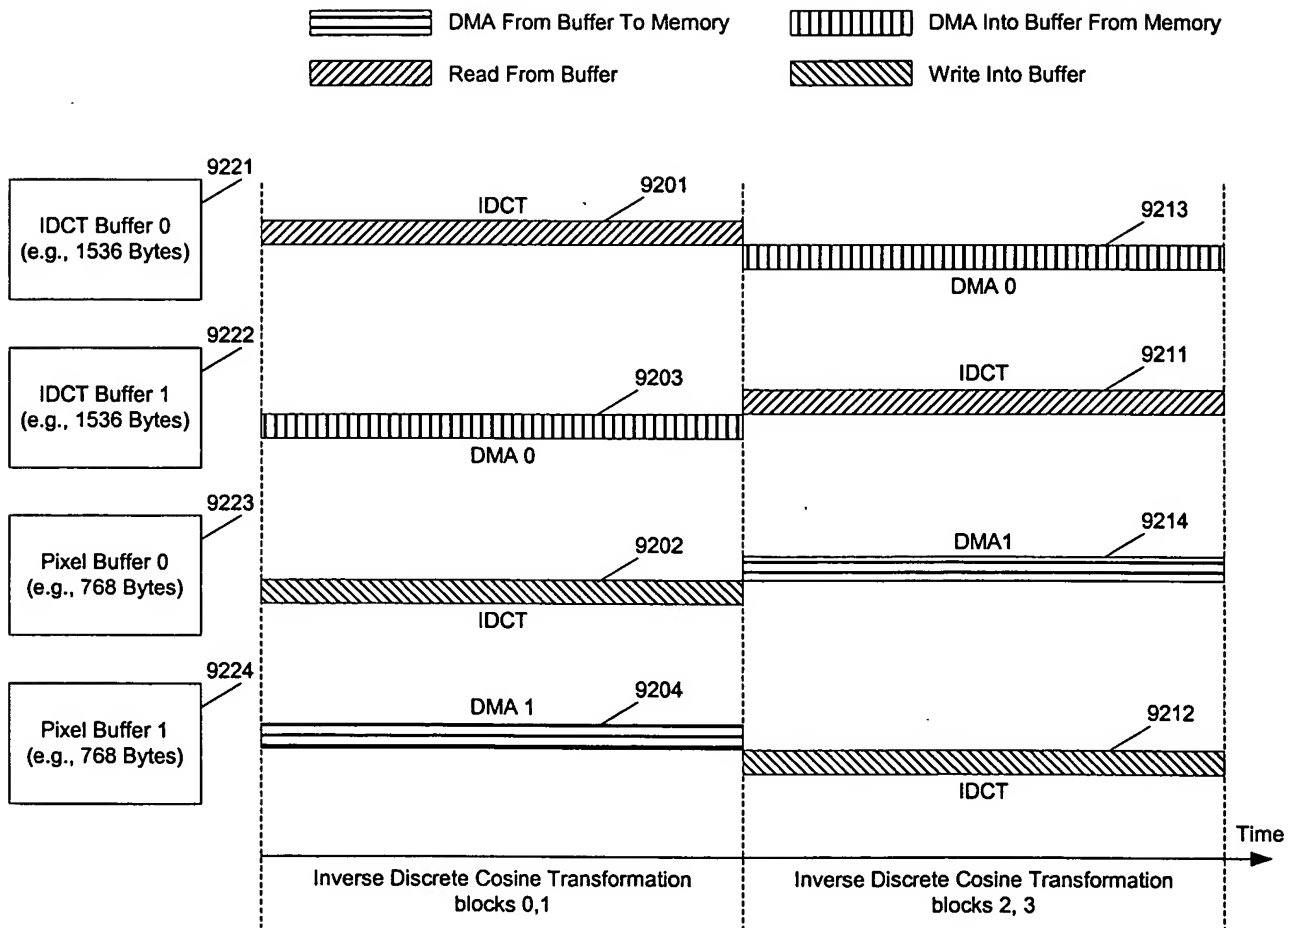 DMA From Buffer To Memory
DMA Into Buffer From Memory
Read From Buffer
Write Into Buffer
9221
IDCT Buffer 0
(e.g., 1536 Bytes)
IDCT
9201
9213
DMA 0
9222
IDCT Buffer 1
(e.g., 1536 Bytes)
9203
DMA 0
IDCT
9211
9223
Pixel Buffer 0
(e.g., 768 Bytes)
9202
IDCT
DMA1
9214
9224
Pixel Buffer 1
(e.g., 768 Bytes)
DMA 1
9204
9212
IDCT
Time
Inverse Discrete Cosine Transformation
blocks 0,1
Inverse Discrete Cosine Transformation
blocks 2, 3